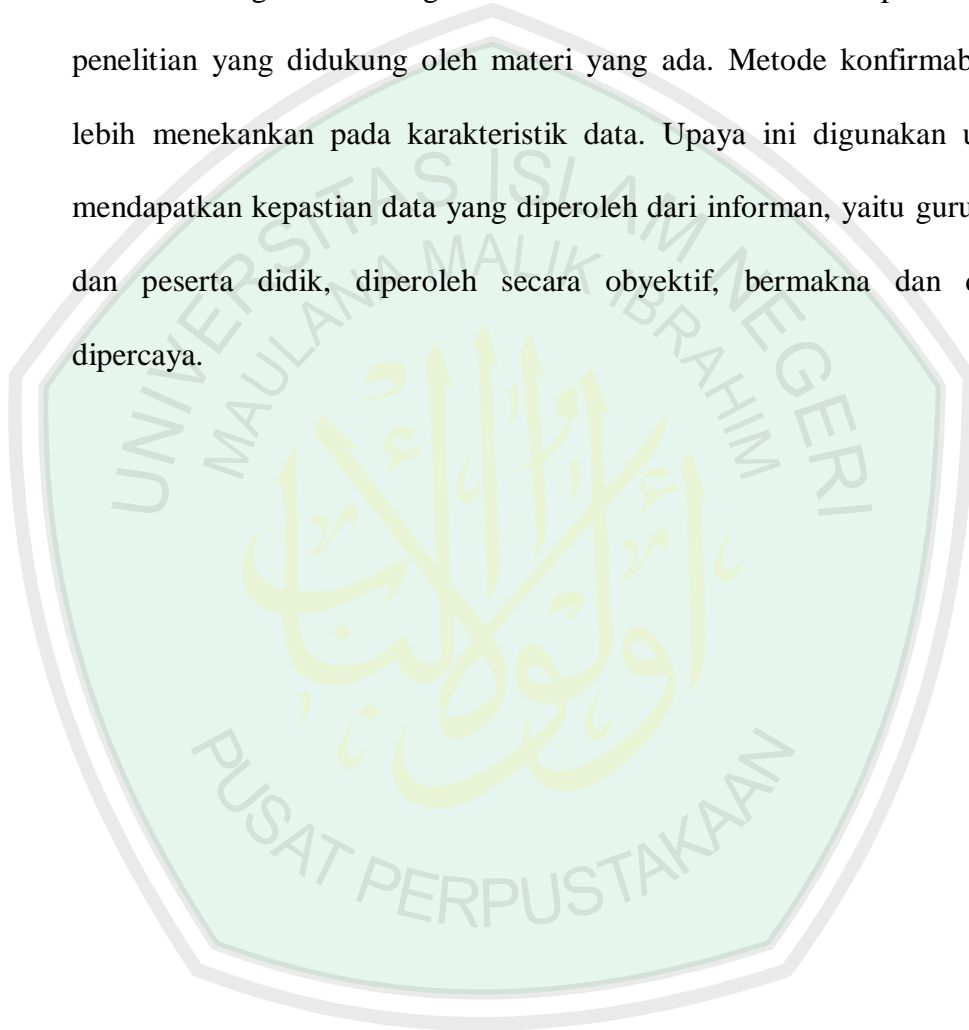 penelitian yang didukung oleh materi yang ada. Metode konfirmab
lebih menekankan pada karakteristik data. Upaya ini digunakan u
mendapatkan kepastian data yang diperoleh dari informan, yaitu guru
dan peserta didik, diperoleh secara obyektif, bermakna dan
dipercaya.
UNIVERSITAS ISLAM NEGERI
MAULANA MALIK IBRAHIM
PUSAT PERPUSTAKAAN